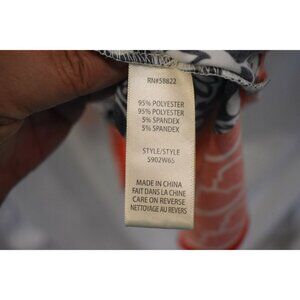 RN#58822
95% POLYESTER
95% POLYESTER
5% SPANDEX
5% SPANDEX
STYLE/STYLE
S902W65
MADE IN CHINA
FAIT DANS LA CHINE
CARE ON REVERSE
NETTOYAGE AU REVERS